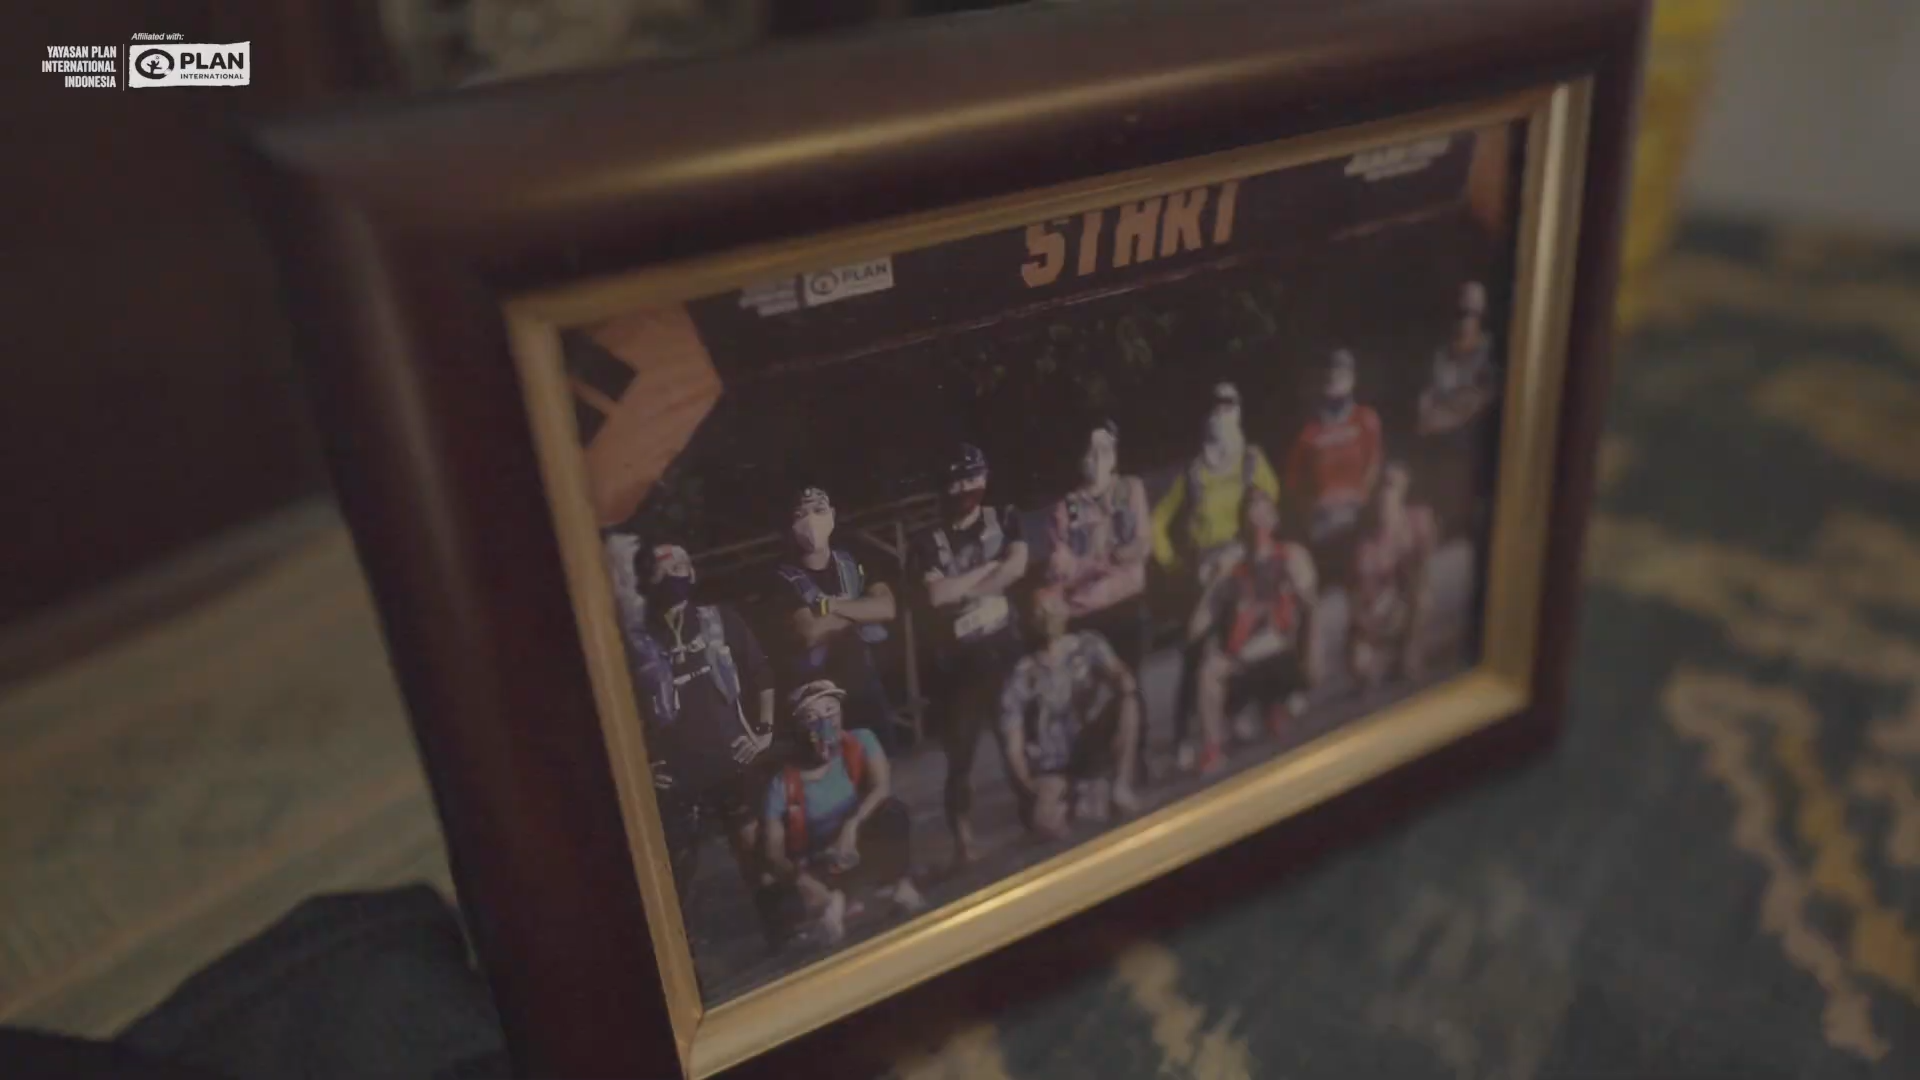 Affiliated with:
YAYASAN PLAN
INTERNATIONAL
INDONESIA
PLAN
INTERNATIONAL
START
PLAN